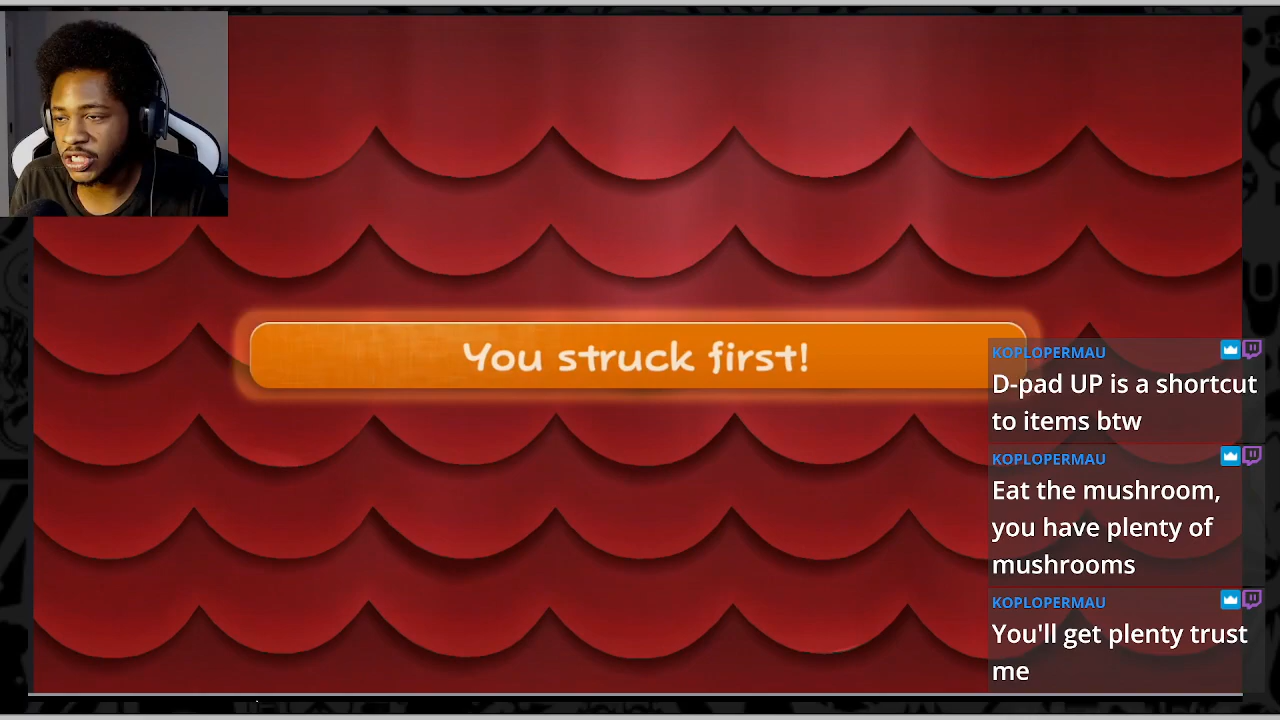 You struck first!
KOPLOPERMAU
D-pad UP is a shortcut
to items btw
KOPLOPERMAU
Eat the mushroom,
you have plenty of
mushrooms
KOPLOPERMAU
You'll get plenty trust
me